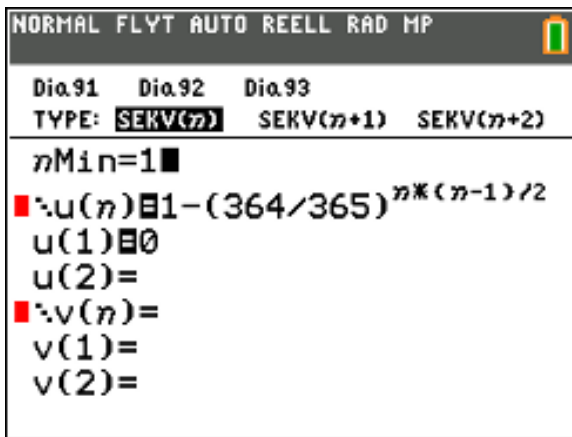 NORMAL FLYT AUTO REELL RAD MP
Dia.91 Dia.92 Dia.93
TYPE: SEKV(n) SEKV(n+1) SEKV(n+2)
nMin=1
u(n)=1-(364/365)^n*(n-1)/2
u(1)=0
u(2)=
v(n)=
v(1)=
v(2)=